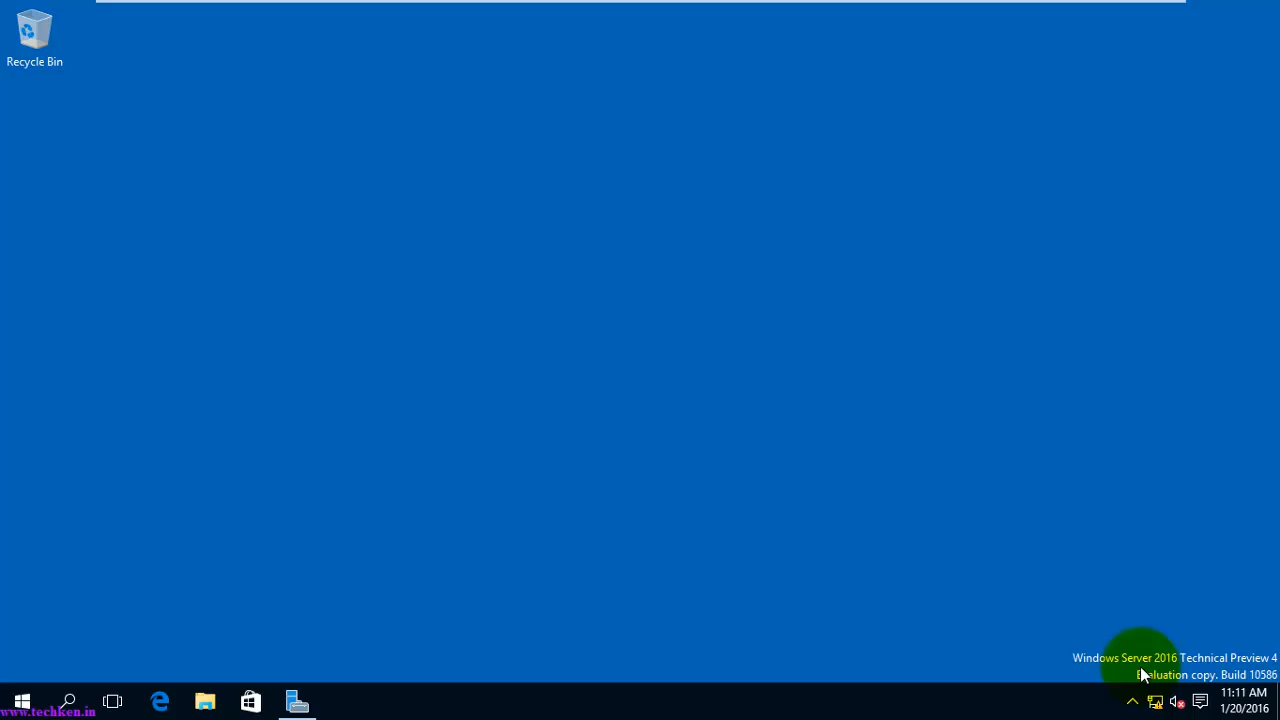 Recycle Bin
Windows Server 2016 Technical Preview 4
Evaluation copy. Build 10586
11:11 AM
1/20/2016
www.techken.in